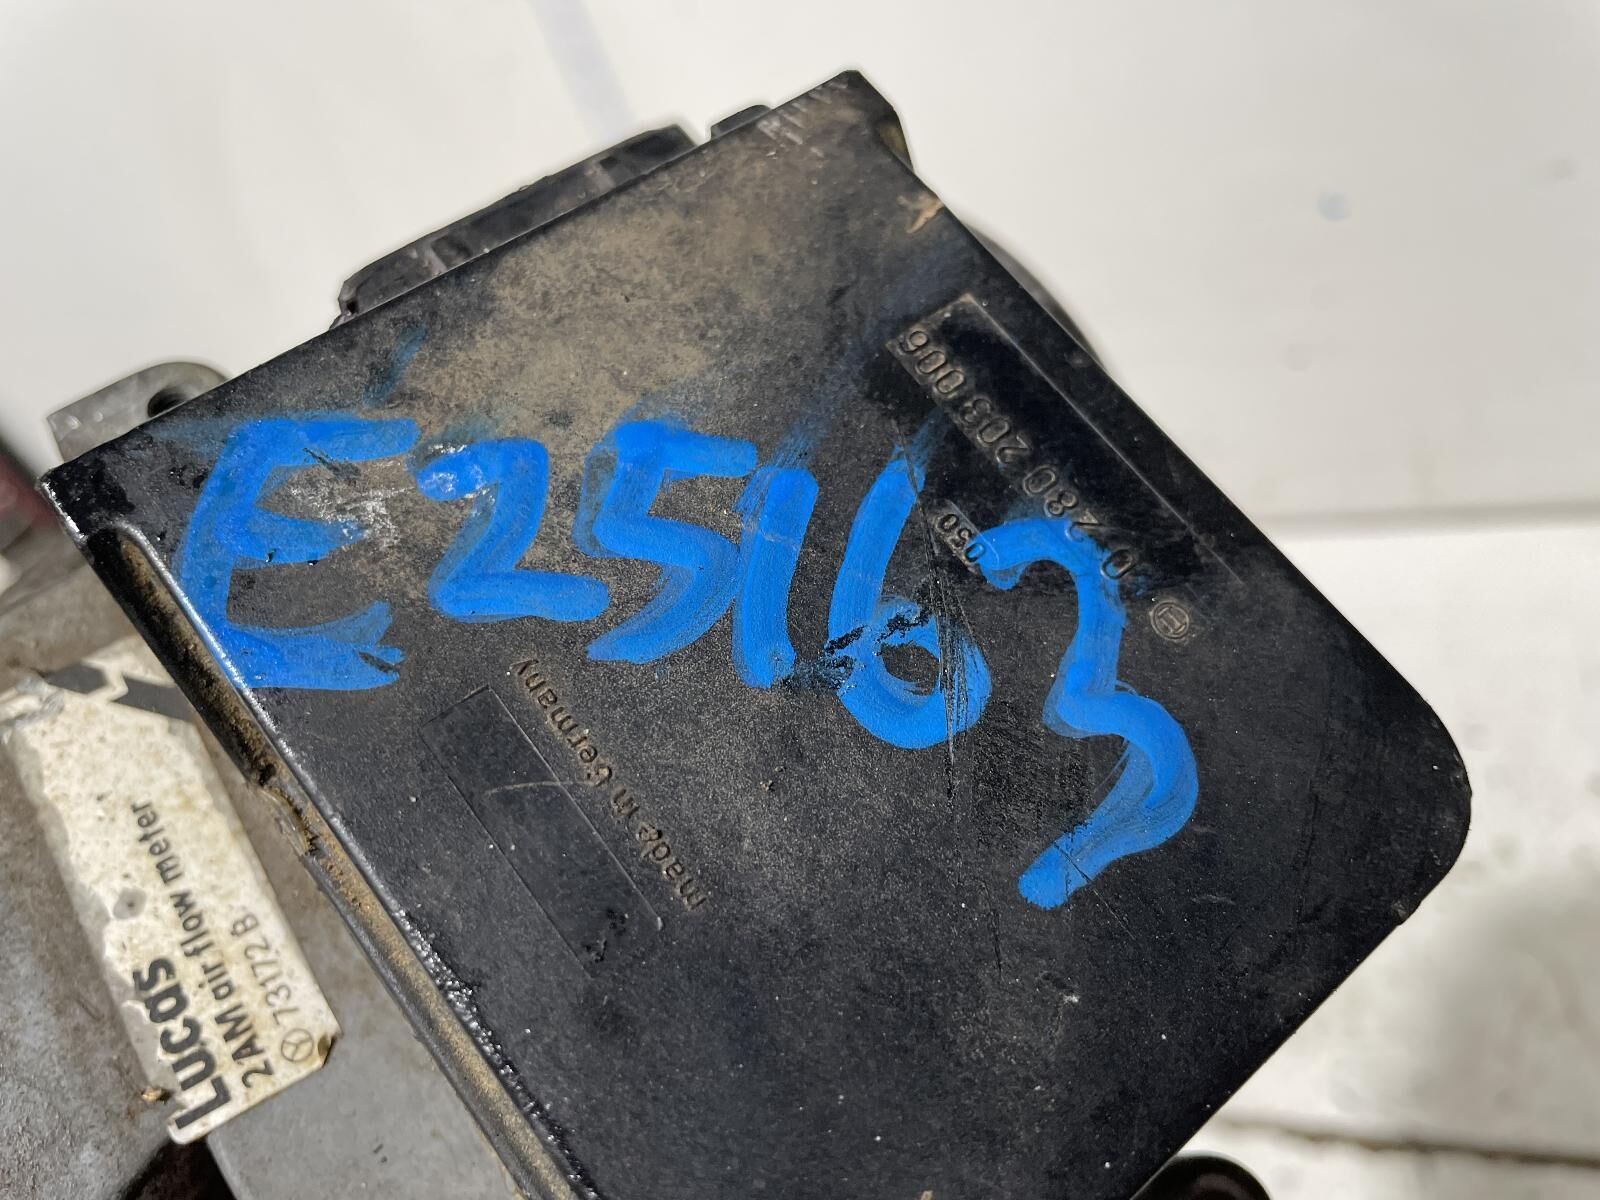 E25163
0 280 203 006
050
made in Germany
Lucas
2AM air flow meter
73172 B